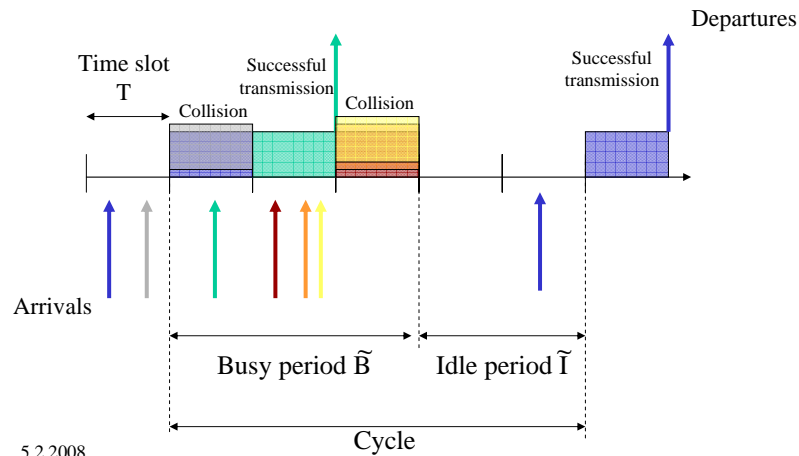 Departures
Time slot
T
Successful
transmission
Successful
transmission
Collision
Collision
Arrivals
Busy period B̃
Idle period Ĩ
Cycle
5.2.2008